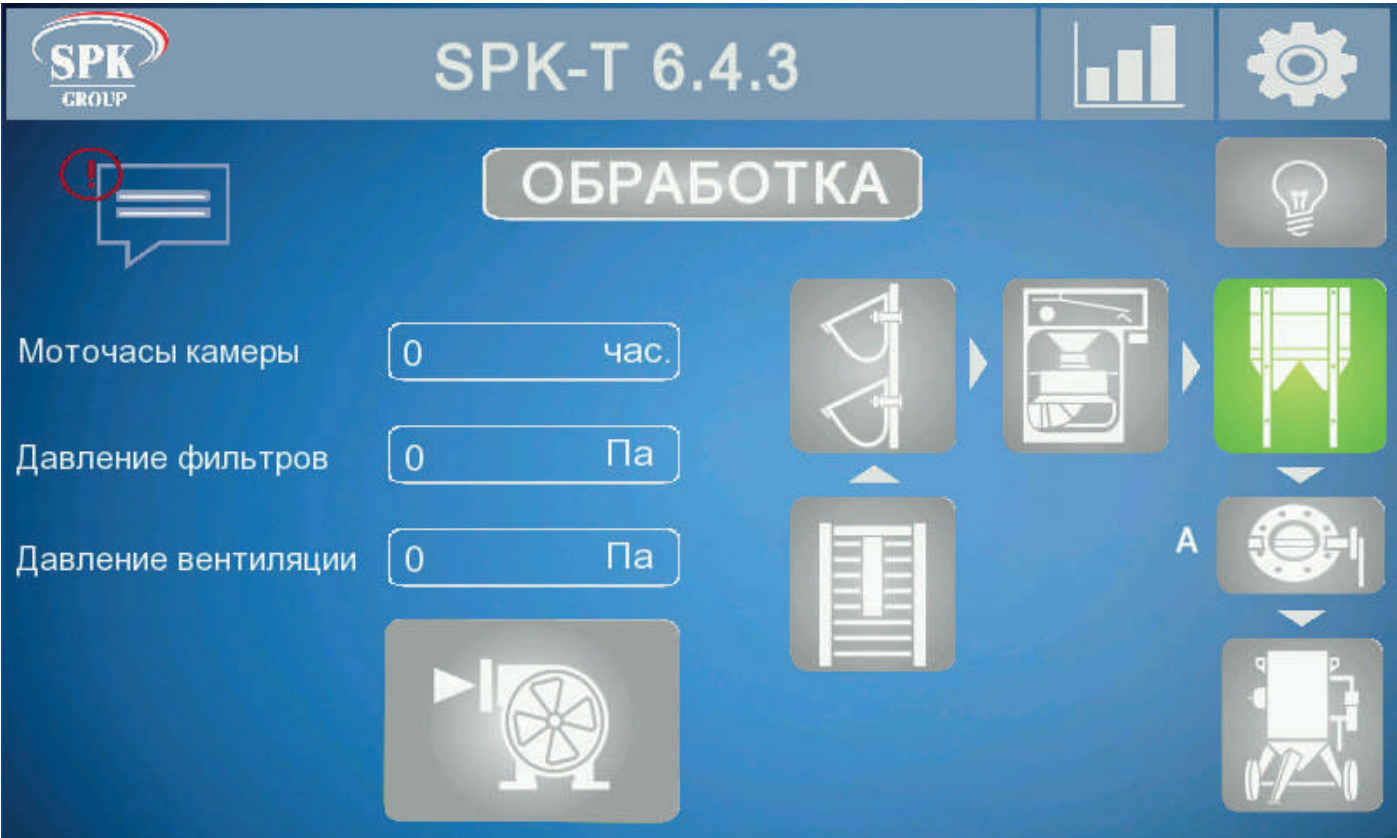 SPK
GROUP
SPK-T 6.4.3
!
ОБРАБОТКА
Моточасы камеры 0 час.
Давление фильтров 0 Па
Давление вентиляции 0 Па
A